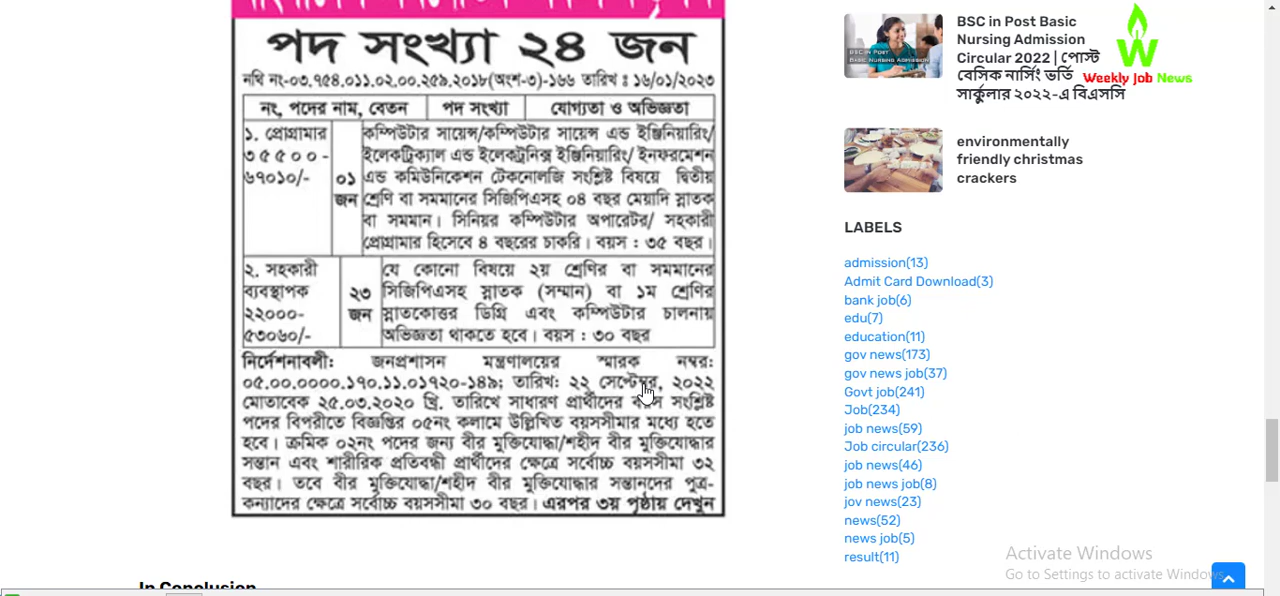 পদ সংখ্যা ২৪ জন
নথি নং-০৩.৭৫৪.০১১.০২.০০.২৫৯.২০১৮(অংশ-৩)-১৬৬ তারিখ : ১৬/০১/২০২৩
নং, পদের নাম, বেতন পদ সংখ্যা যোগ্যতা ও অভিজ্ঞতা
১. প্রোগ্রামার
৩৫৫০০-
৬৭০১০/-
০১
জন
কম্পিউটার সায়েন্স/কম্পিউটার সায়েন্স এন্ড ইঞ্জিনিয়ারিং/
ইলেকট্রিক্যাল এন্ড ইলেকট্রনিক্স ইঞ্জিনিয়ারিং/ ইনফরমেশন
এন্ড কমিউনিকেশন টেকনোলজি সংশ্লিষ্ট বিষয়ে দ্বিতীয়
শ্রেণি বা সমমানের সিজিপিএসহ ০৪ বছর মেয়াদি স্নাতক
বা সমমান। সিনিয়র কম্পিউটার অপারেটর/ সহকারী
প্রোগ্রামার হিসেবে ৪ বছরের চাকরি। বয়স : ৩৫ বছর।
২. সহকারী
ব্যবস্থাপক
২২০০০-
৫৩০৬০/-
২৩
জন
যে কোনো বিষয়ে ২য় শ্রেণির বা সমমানের
সিজিপিএসহ স্নাতক (সম্মান) বা ১ম শ্রেণির
স্নাতকোত্তর ডিগ্রি এবং কম্পিউটার চালনায়
অভিজ্ঞতা থাকতে হবে। বয়স : ৩০ বছর
নির্দেশনাবলী: জনপ্রশাসন মন্ত্রণালয়ের স্মারক নম্বর:
০৫.০০.০০০০.১৭০.১১.০১৭২০-১৪৯; তারিখ: ২২ সেপ্টেম্বর, ২০২২
মোতাবেক ২৫.০৩.২০২০ খ্রি. তারিখে সাধারণ প্রার্থীদের বয়স সংশ্লিষ্ট
পদের বিপরীতে বিজ্ঞপ্তির ০৫নং কলামে উল্লিখিত বয়সসীমার মধ্যে হতে
হবে। ক্রমিক ০২নং পদের জন্য বীর মুক্তিযোদ্ধা/শহীদ বীর মুক্তিযোদ্ধার
সন্তান এবং শারীরিক প্রতিবন্ধী প্রার্থীদের ক্ষেত্রে সর্বোচ্চ বয়সসীমা ৩২
বছর। তবে বীর মুক্তিযোদ্ধা/শহীদ বীর মুক্তিযোদ্ধার সন্তানদের পুত্র-
কন্যাদের ক্ষেত্রে সর্বোচ্চ বয়সসীমা ৩০ বছর। এরপর ৩য় পৃষ্ঠায় দেখুন
In Conclusion
BSC IN POST
BASIC NURSING ADMISSION
BSC in Post Basic
Nursing Admission
Circular 2022 | পোস্ট
বেসিক নার্সিং ভর্তি
সার্কুলার ২০২২-এ বিএসসি
W
Weekly Job News
environmentally
friendly christmas
crackers
LABELS
admission(13)
Admit Card Download(3)
bank job(6)
edu(7)
education(11)
gov news(173)
gov news job(37)
Govt job(241)
Job(234)
job news(59)
Job circular(236)
job news(46)
job news job(8)
jov news(23)
news(52)
news job(5)
result(11)
Activate Windows
Go to Settings to activate Windows.